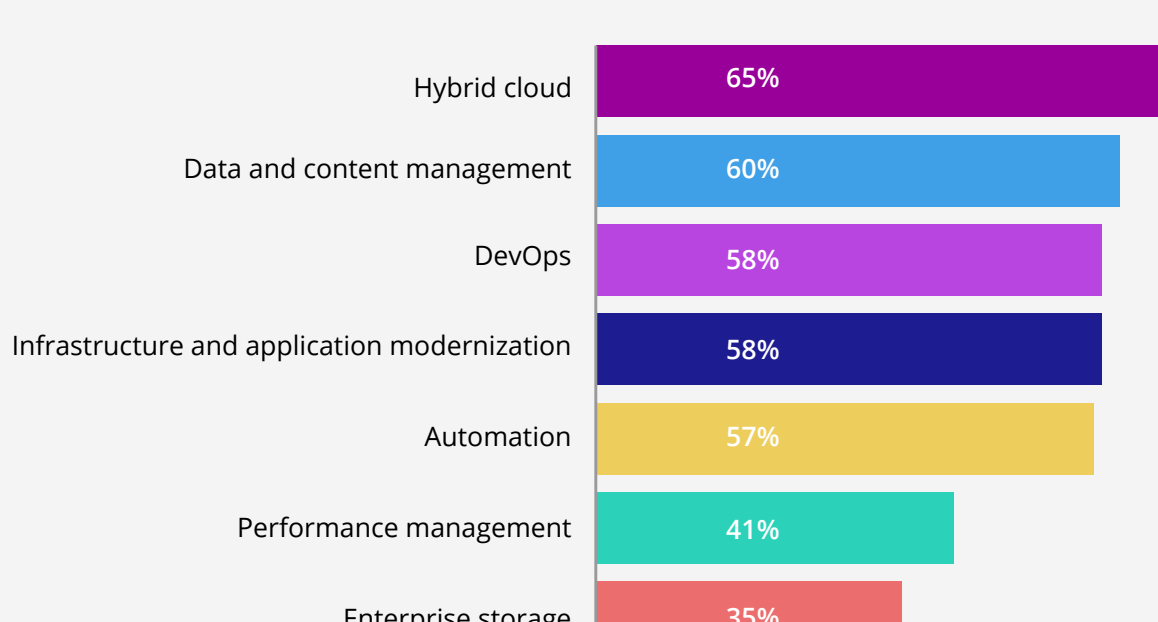 Hybrid cloud 65%
Data and content management 60%
DevOps 58%
Infrastructure and application modernization 58%
Automation 57%
Performance management 41%
Enterprise storage 35%